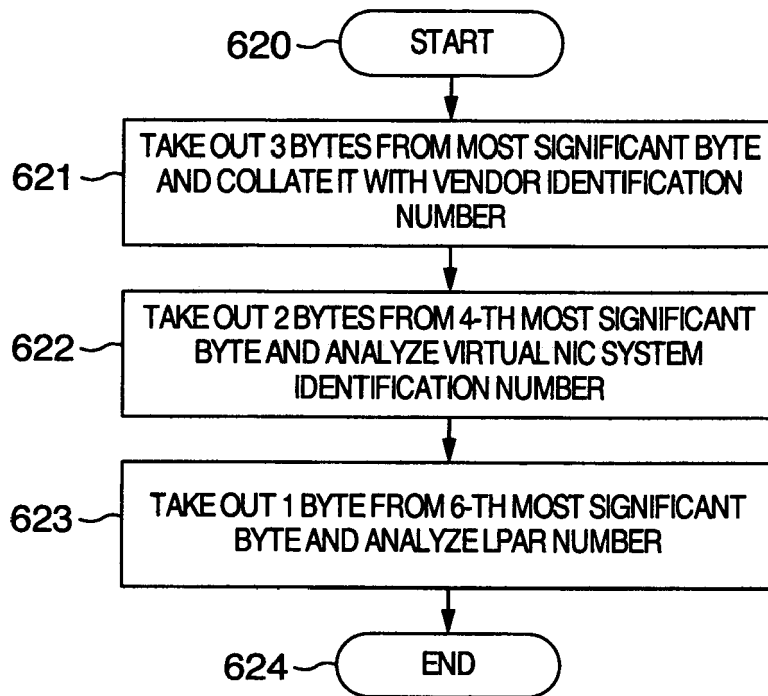 620
START
621
TAKE OUT 3 BYTES FROM MOST SIGNIFICANT BYTE
AND COLLATE IT WITH VENDOR IDENTIFICATION
NUMBER
622
TAKE OUT 2 BYTES FROM 4-TH MOST SIGNIFICANT
BYTE AND ANALYZE VIRTUAL NIC SYSTEM
IDENTIFICATION NUMBER
623
TAKE OUT 1 BYTE FROM 6-TH MOST SIGNIFICANT
BYTE AND ANALYZE LPAR NUMBER
624
END